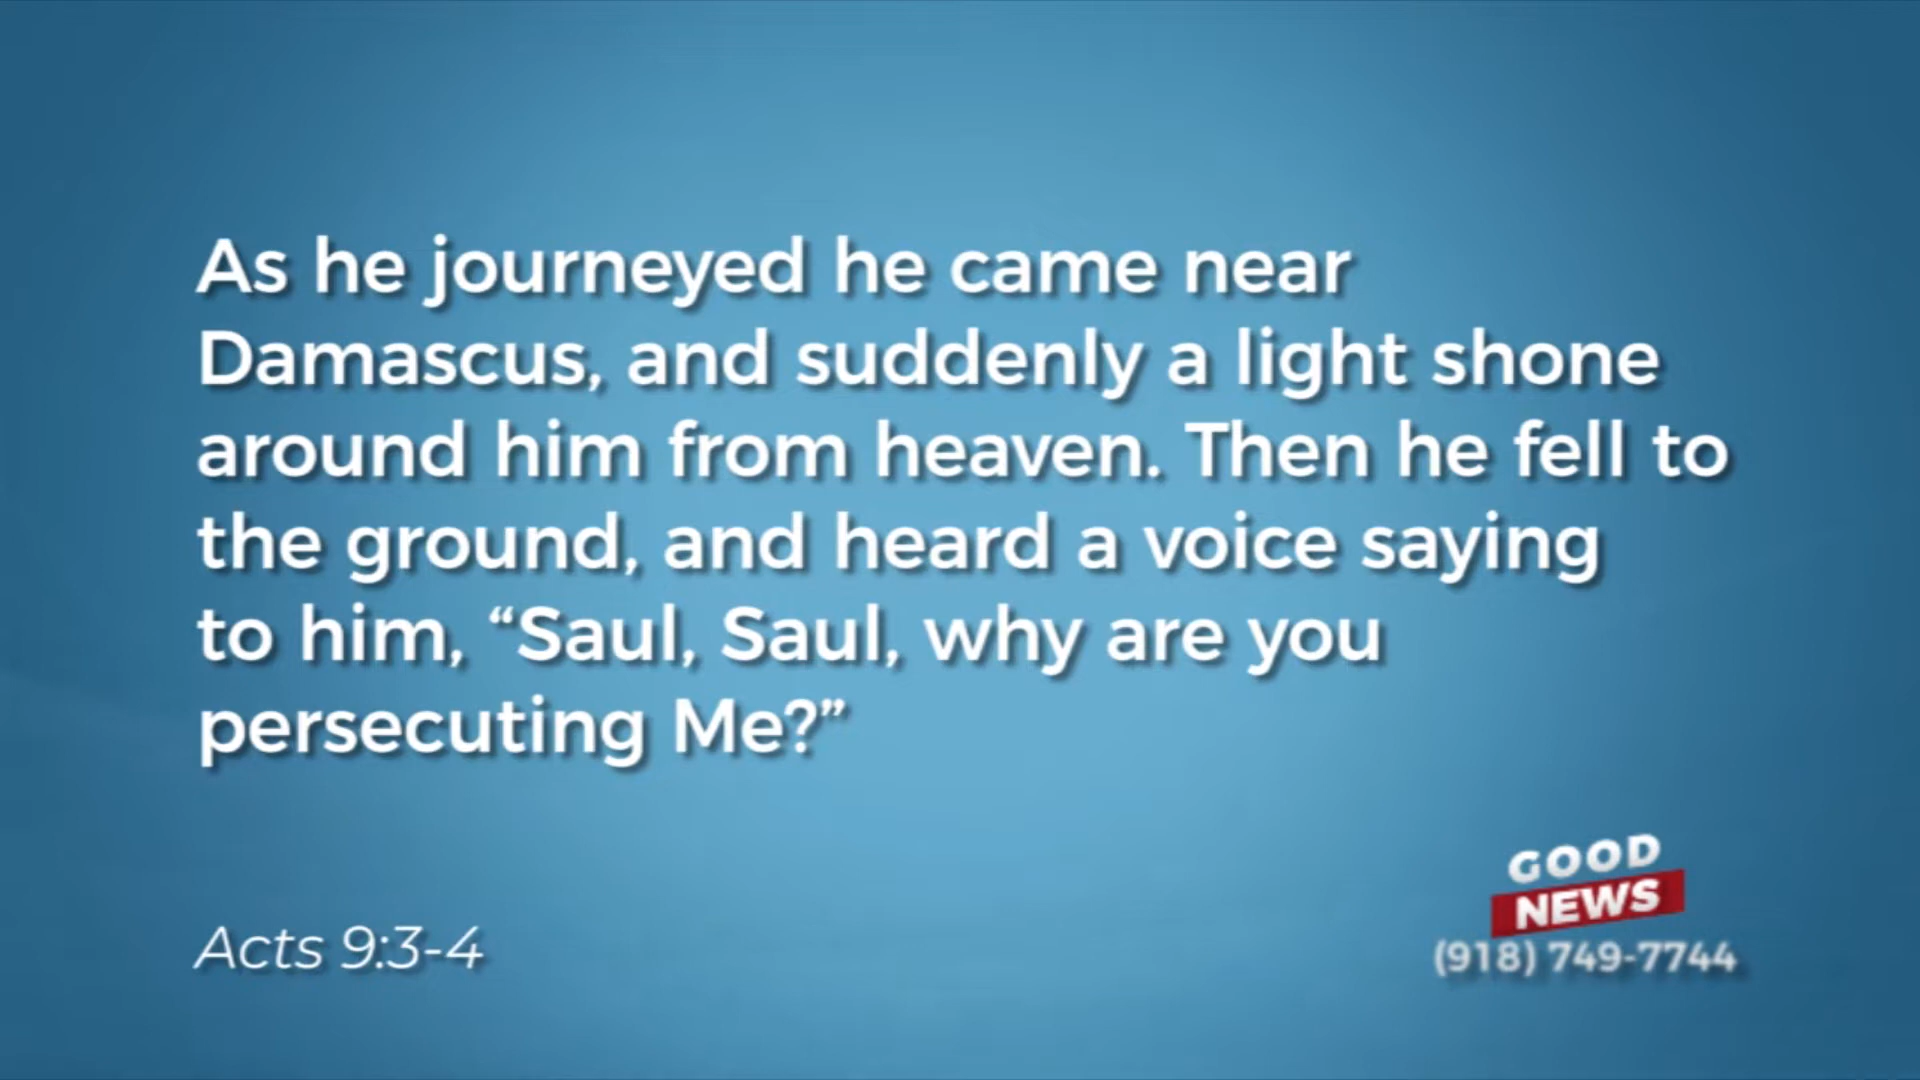 As he journeyed he came near
Damascus, and suddenly a light shone
around him from heaven. Then he fell to
the ground, and heard a voice saying
to him, “Saul, Saul, why are you
persecuting Me?”
Acts 9:3-4
GOOD
NEWS
(918) 749-7744